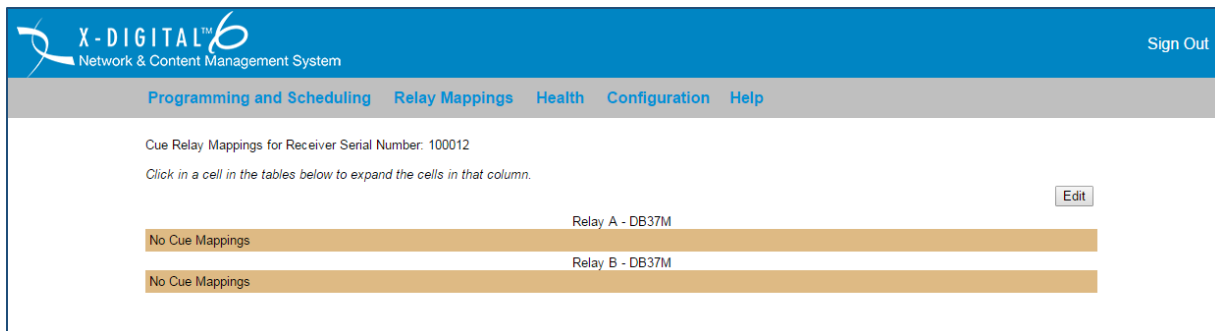 X-DIGITAL™6
Network & Content Management System
Sign Out
Programming and Scheduling Relay Mappings Health Configuration Help
Cue Relay Mappings for Receiver Serial Number: 100012
Click in a cell in the tables below to expand the cells in that column.
Edit
Relay A - DB37M
No Cue Mappings
Relay B - DB37M
No Cue Mappings